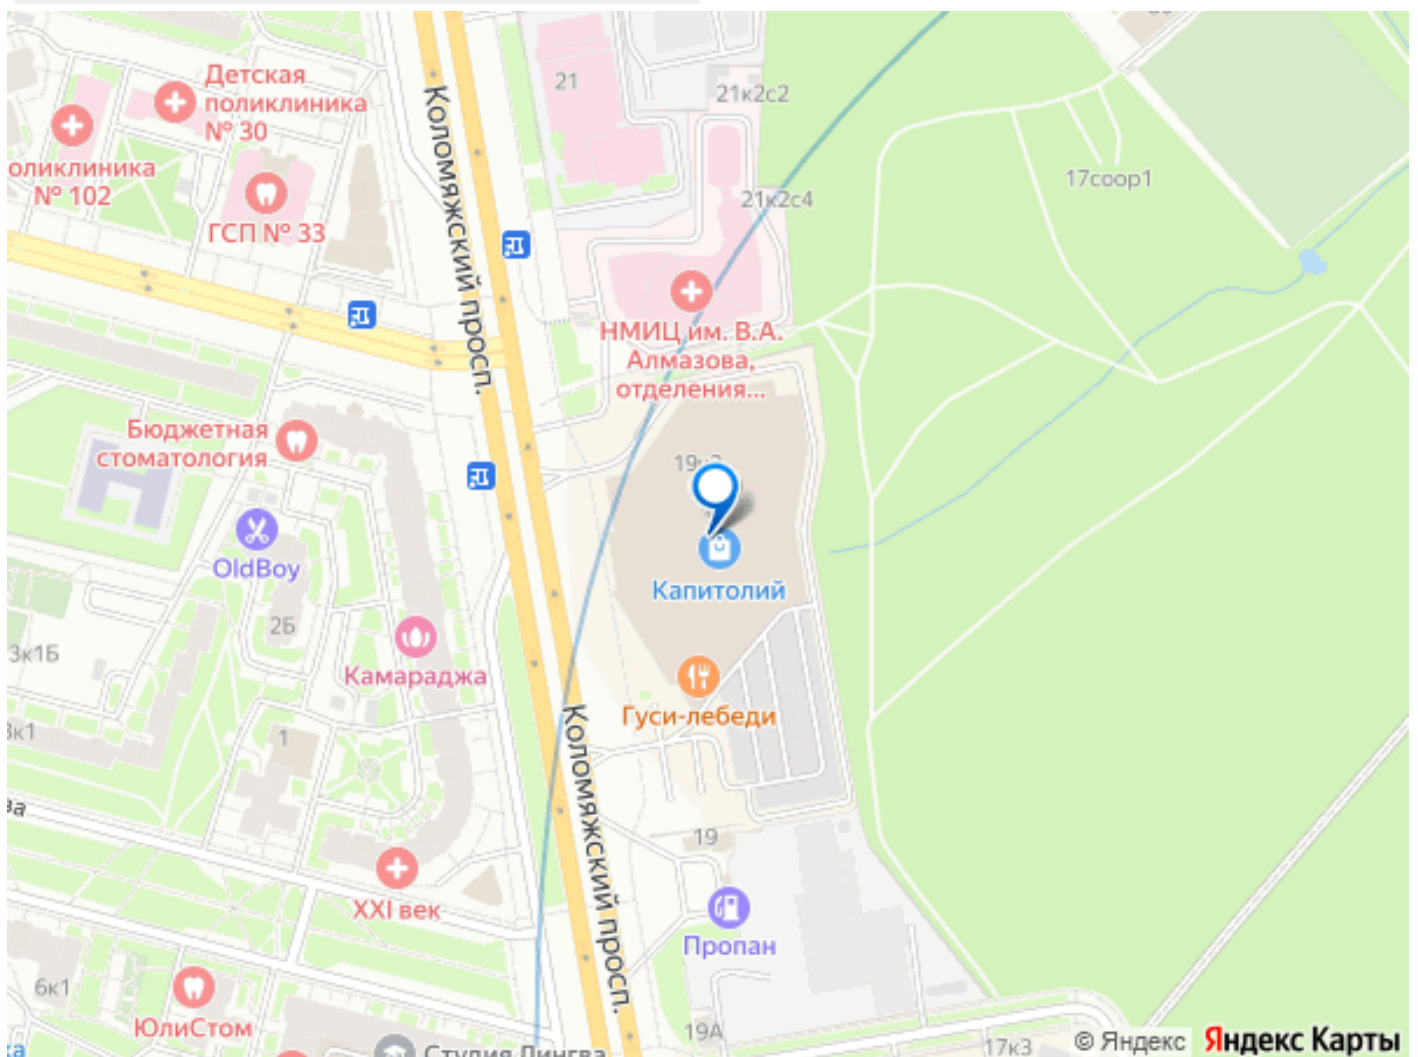 21
21к2с2
Детская
поликлиника
№ 30
оликлиника
№ 102
ГСП № 33
Коломяжский просп.
21к2с4
17соор1
НМИЦ им. В.А.
Алмазова,
отделения...
Бюджетная
стоматология
OldBoy
2Б
Капитолий
3к1Б
Камараджа
Гуси-лебеди
3к1
1
Коломяжский просп.
19
XXI век
Пропан
6к1
ЮлиСтом
19А
17к3
Студия Лингва
© Яндекс
Яндекс Карты